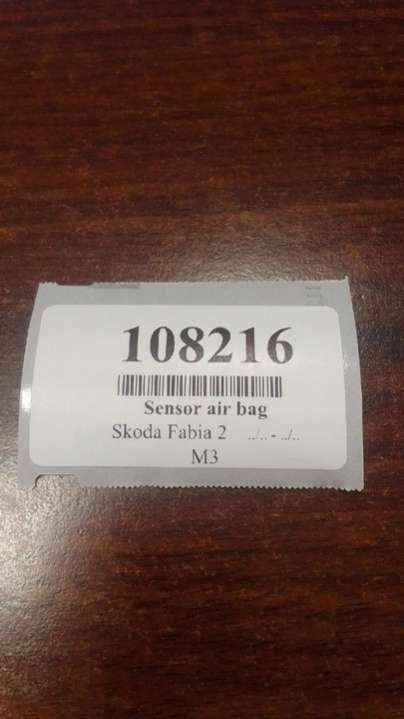 108216
Sensor air bag
Skoda Fabia 2 ../.. - ../..
M3